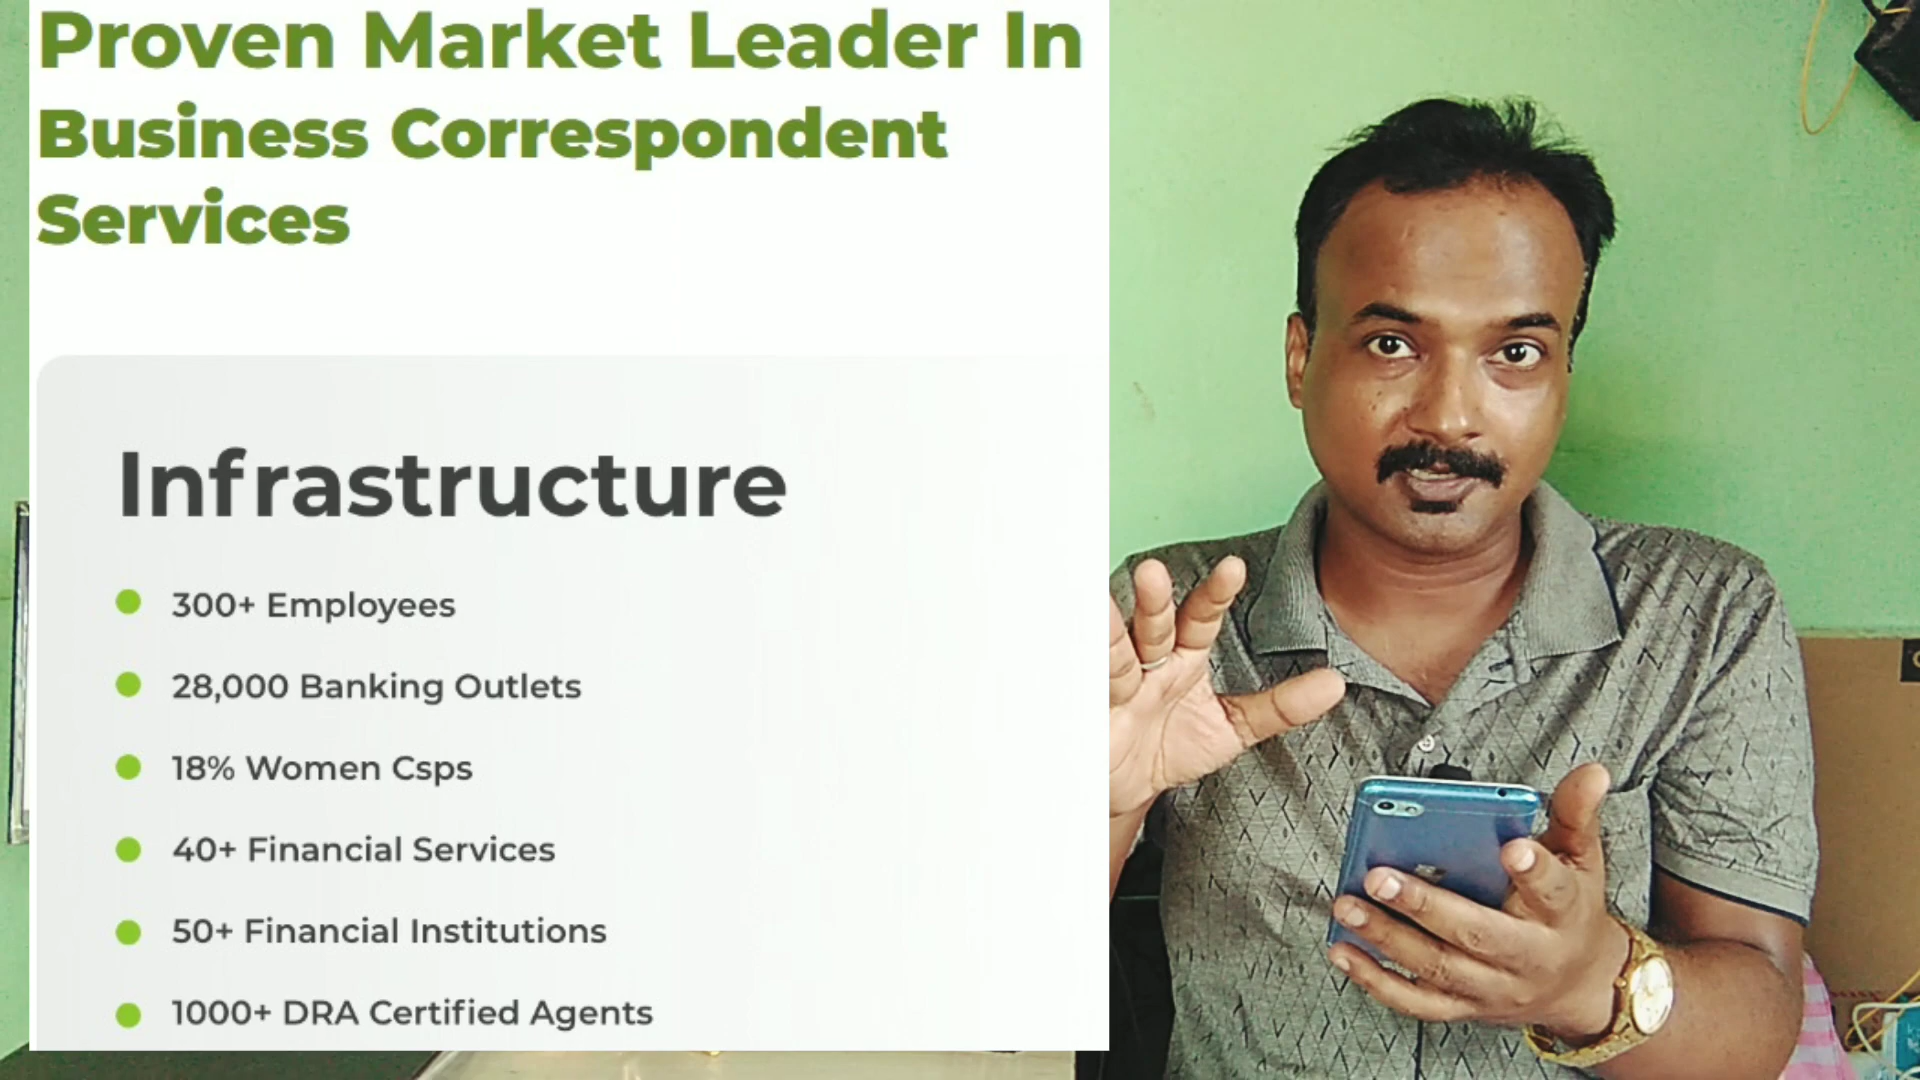 Proven Market Leader In
Business Correspondent
Services
Infrastructure
300+ Employees
28,000 Banking Outlets
18% Women Csps
40+ Financial Services
50+ Financial Institutions
1000+ DRA Certified Agents